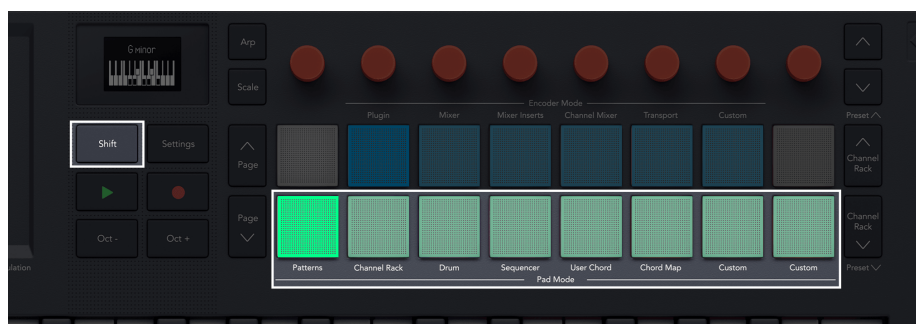 G minor
Arp
Scale
Encoder Mode
Plugin
Mixer
Mixer Inserts
Channel Mixer
Transport
Custom
Preset
Shift
Settings
Page
Channel
Rack
Oct -
Oct +
Page
Channel
Rack
Patterns
Channel Rack
Drum
Sequencer
User Chord
Chord Map
Custom
Custom
Preset
Pad Mode